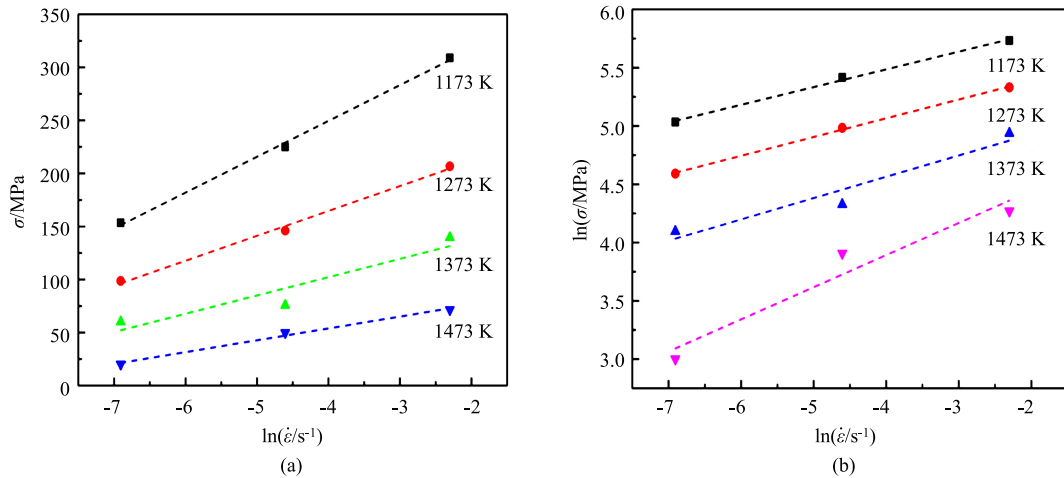 350
300
250
200
150
100
50
0
σ/MPa
1173 K
1273 K
1373 K
1473 K
-7 -6 -5 -4 -3 -2
ln(ε̇/s⁻¹)
(a)
6.0
5.5
5.0
4.5
4.0
3.5
3.0
ln(σ/MPa)
1173 K
1273 K
1373 K
1473 K
-7 -6 -5 -4 -3 -2
ln(ε̇/s⁻¹)
(b)